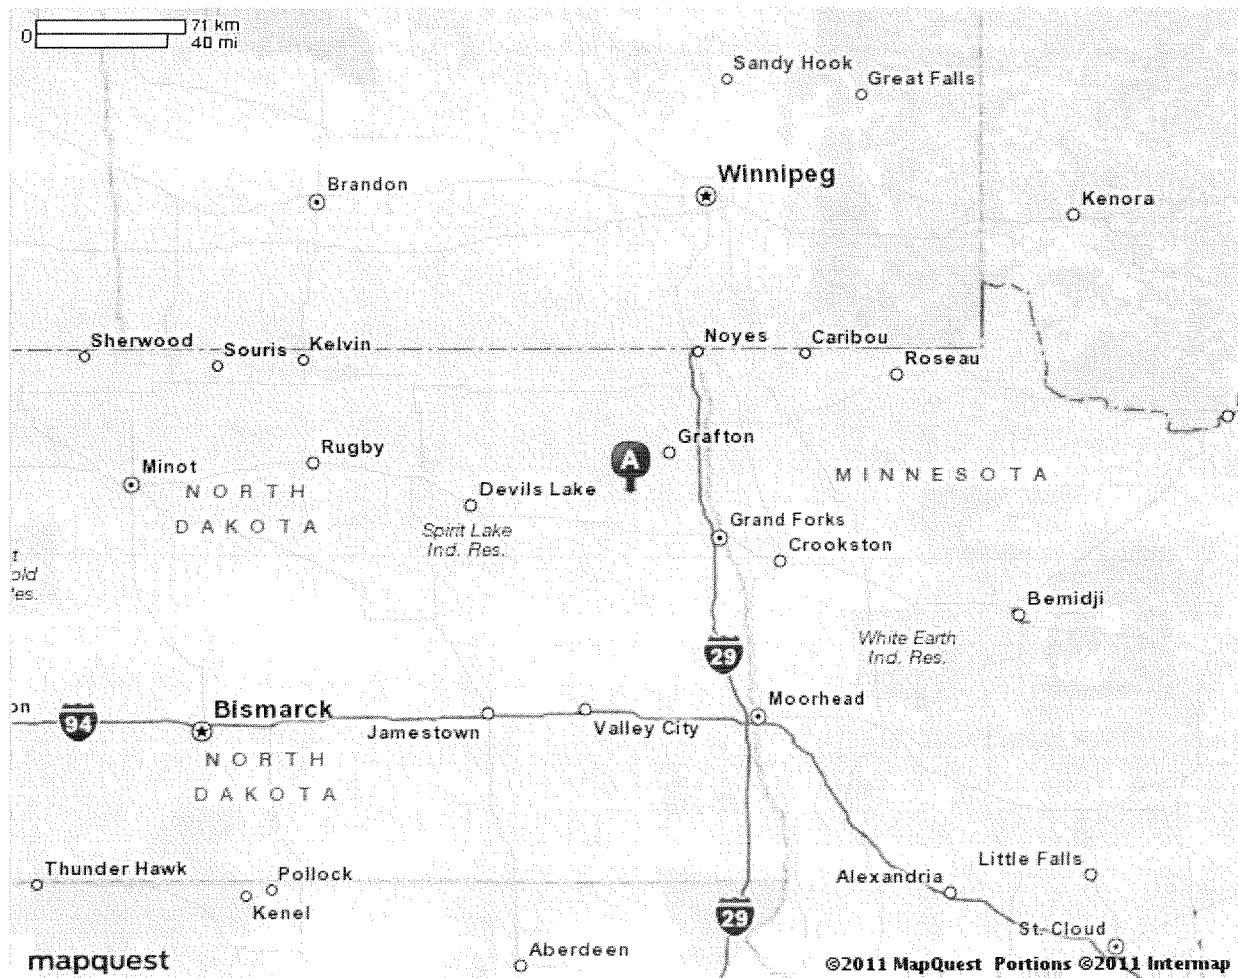 71 km
0
40 mi
Sandy Hook
Great Falls
Winnipeg
Brandon
Kenora
Sherwood
Souris
Kelvin
Noyes
Caribou
Roseau
Grafton
Rugby
A
Minot
MINNESOTA
NORTH
DAKOTA
Devils Lake
Spirit Lake
Ind. Res.
Grand Forks
Crookston
Bemidji
White Earth
Ind. Res.
29
Moorhead
94
Bismarck
Jamestown
Valley City
NORTH
DAKOTA
Thunder Hawk
Pollock
Kenel
Little Falls
Alexandria
29
St-Cloud
Aberdeen
mapquest
©2011 MapQuest Portions ©2011 Intermap